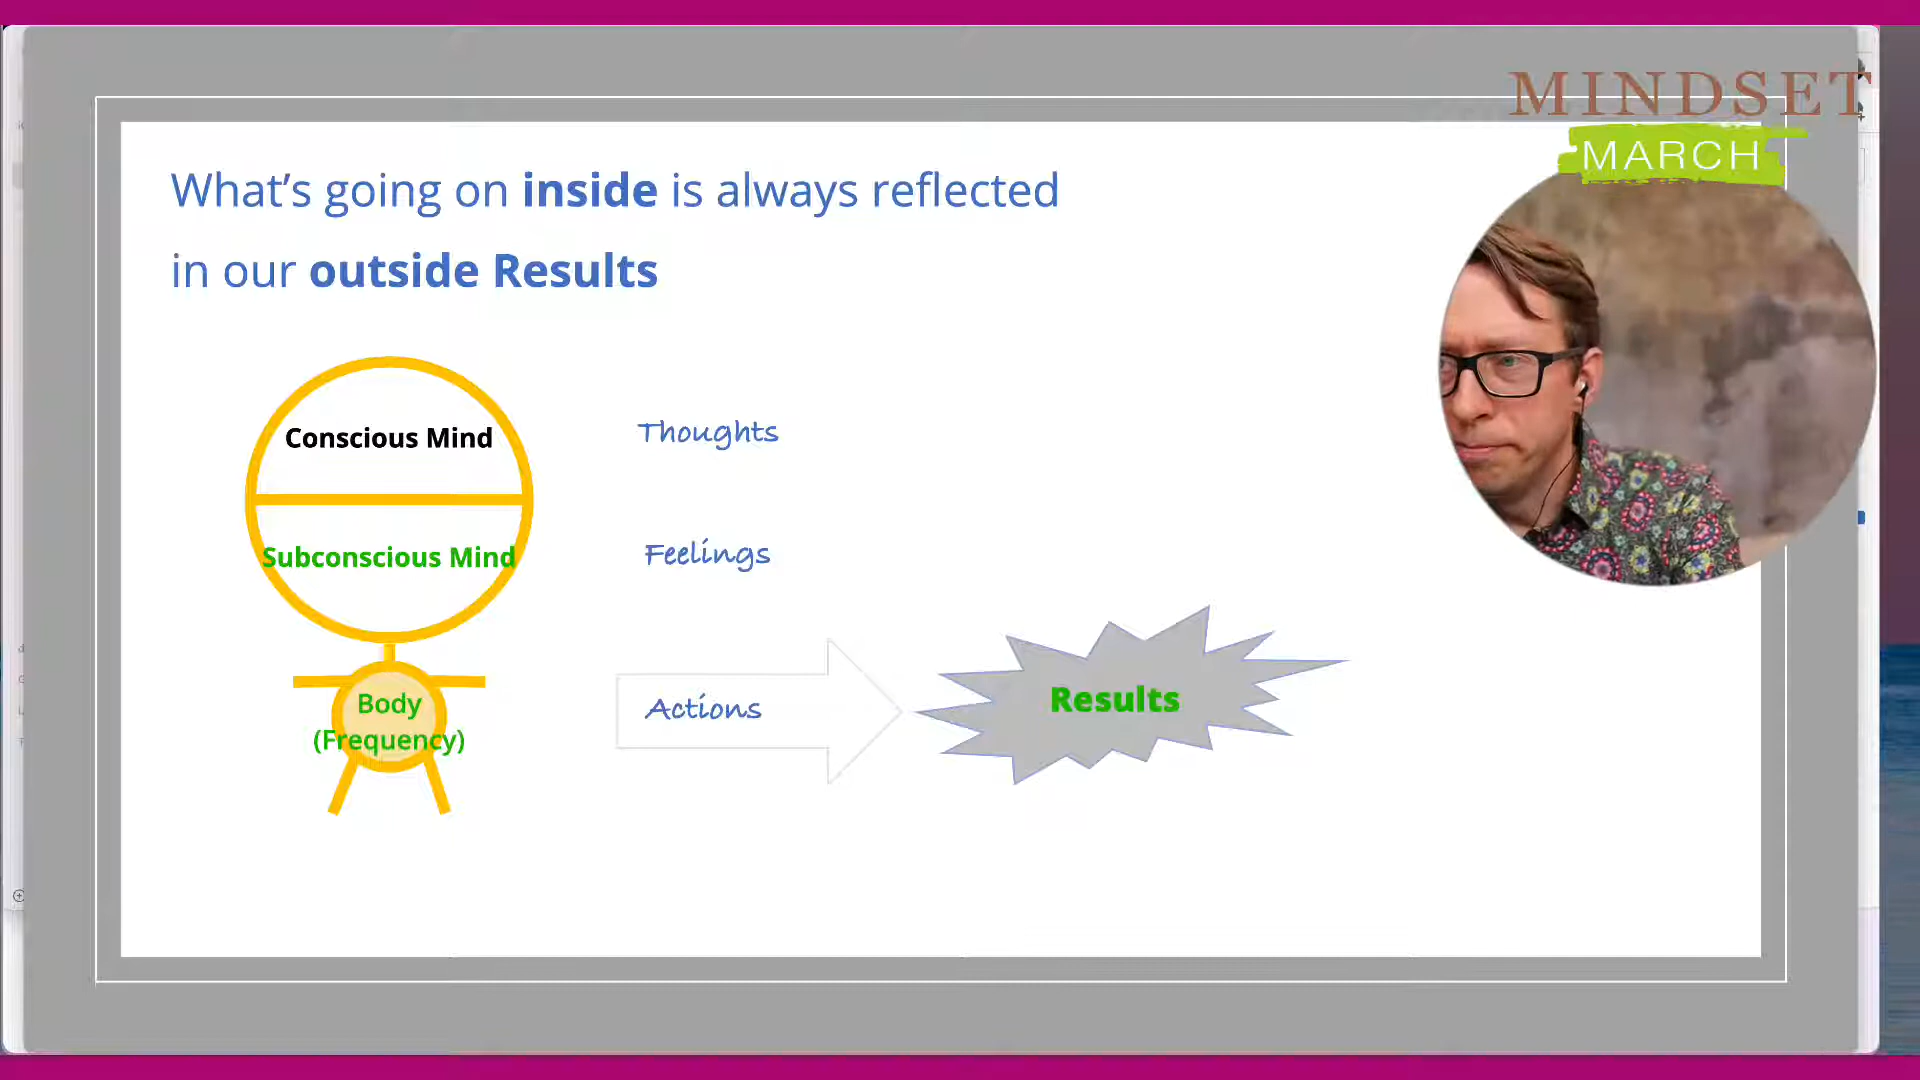 MINDSET
MARCH
What's going on inside is always reflected
in our outside Results
Conscious Mind
Thoughts
Subconscious Mind
Feelings
Body
(Frequency)
Actions
Results